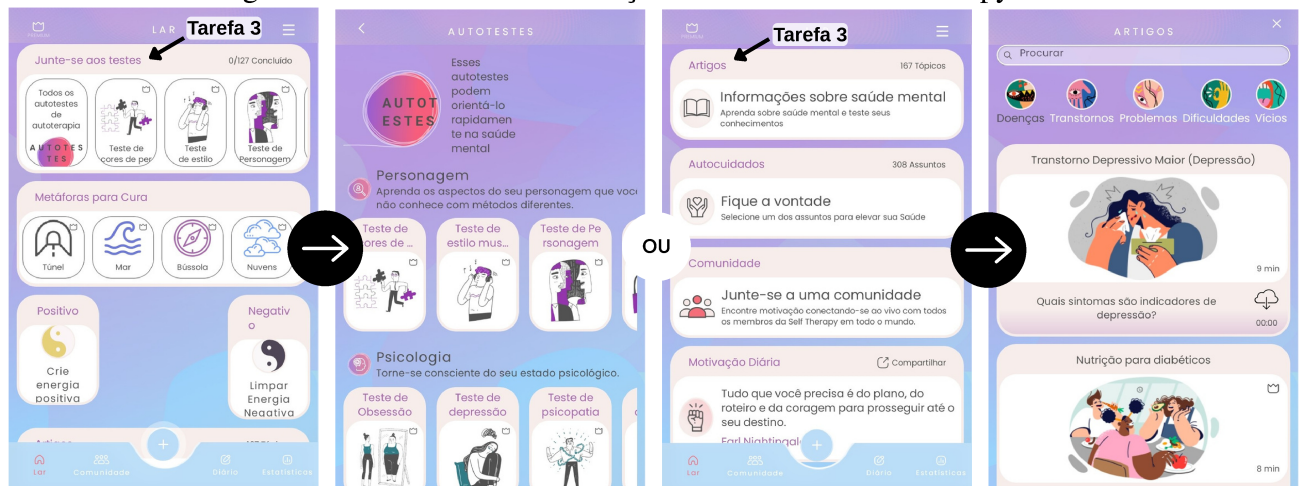 LAR
Tarefa 3
Junte-se aos testes
0/127 Concluído
Todos os
autotestes
de
autoterapia
AUTOTES
TES
Teste de
cores de per
Teste
de estilo
Teste de
Personagem
Metáforas para Cura
Túnel
Mar
Bússola
Nuvens
Positivo
Crie
energia
positiva
Negativ
o
Limpar
Energia
Negativa
Lar
Comunidade
Diário
Estatísticas
AUTOTESTES
AUTOT
ESTES
Esses
autotestes
podem
orientá-lo
rapidamen
te na saúde
mental
Personagem
Aprenda os aspectos do seu personagem que você
não conhece com métodos diferentes.
Teste de
cores de ...
Teste de
estilo mus...
Teste de Pe
rsonagem
Psicologia
Torne-se consciente do seu estado psicológico.
Teste de
Obsessão
Teste de
depressão
Teste de
psicopatia
OU
Tarefa 3
Artigos
167 Tópicos
Informações sobre saúde mental
Aprenda sobre saúde mental e teste seus
conhecimentos
Autocuidados
308 Assuntos
Fique a vontade
Selecione um dos assuntos para elevar sua Saúde
Comunidade
Junte-se a uma comunidade
Encontre motivação conectando-se ao vivo com todos
os membros da Self Therapy em todo o mundo.
Motivação Diária
Compartilhar
Tudo que você precisa é do plano, do
roteiro e da coragem para prosseguir até o
seu destino.
Earl Nightingal
Lar
Comunidade
Diário
Estatísticas
ARTIGOS
Procurar
Doenças
Transtornos
Problemas
Dificuldades
Vícios
Transtorno Depressivo Maior (Depressão)
9 min
Quais sintomas são indicadores de
depressão?
00:00
Nutrição para diabéticos
8 min